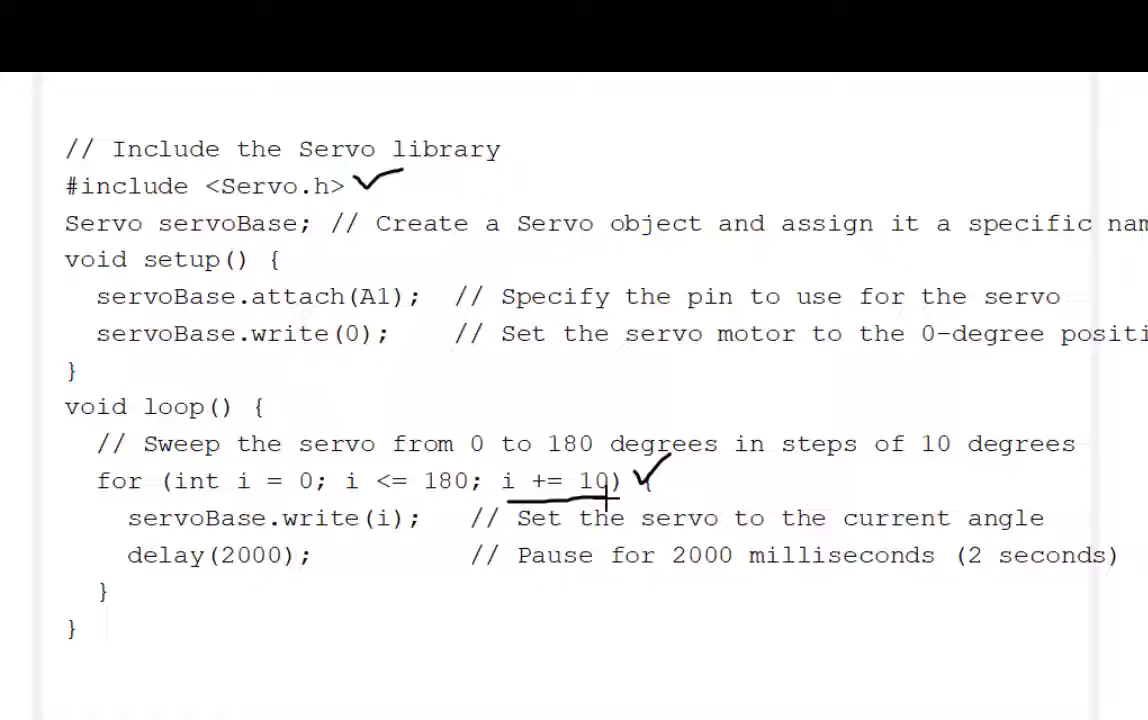 // Include the Servo library
#include <Servo.h>
Servo servoBase; // Create a Servo object and assign it a specific
void setup() {
  servoBase.attach(A1);  // Specify the pin to use for the servo
  servoBase.write(0);    // Set the servo motor to the 0-degree
}
void loop() {
  // Sweep the servo from 0 to 180 degrees in steps of 10 degrees
  for (int i = 0; i <= 180; i += 10) {
    servoBase.write(i);   // Set the servo to the current angle
    delay(2000);          // Pause for 2000 milliseconds (2 seconds)
  }
}